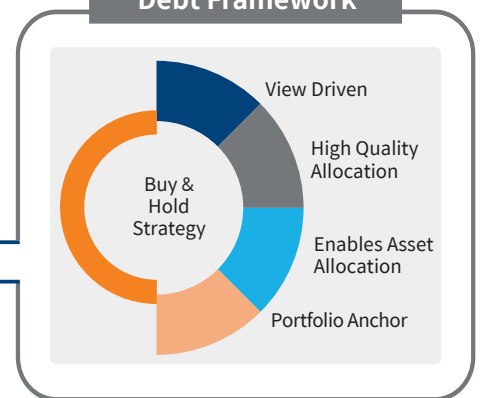 Debt Framework
View Driven
High Quality
Allocation
Buy &
Hold
Strategy
Enables Asset
Allocation
Portfolio Anchor